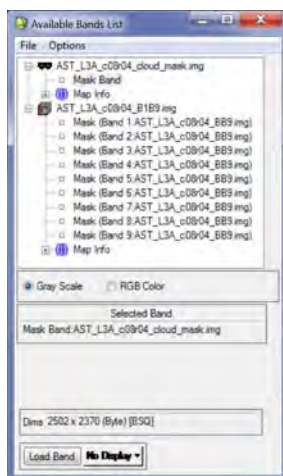 Available Bands List
File Options
AST_L3A_c08r04_cloud_mask.img
Mask Band
Map Info
AST_L3A_c08r04_B1B9.img
Mask (Band 1:AST_L3A_c08r04_BB9.img)
Mask (Band 2:AST_L3A_c08r04_BB9.img)
Mask (Band 3:AST_L3A_c08r04_BB9.img)
Mask (Band 4:AST_L3A_c08r04_BB9.img)
Mask (Band 5:AST_L3A_c08r04_BB9.img)
Mask (Band 6:AST_L3A_c08r04_BB9.img)
Mask (Band 7:AST_L3A_c08r04_BB9.img)
Mask (Band 8:AST_L3A_c08r04_BB9.img)
Mask (Band 9:AST_L3A_c08r04_BB9.img)
Map Info
Gray Scale RGB Color
Selected Band
Mask Band:AST_L3A_c08r04_cloud_mask.img
Dims 2502 x 2370 (Byte) [BSQ]
Load Band No Display